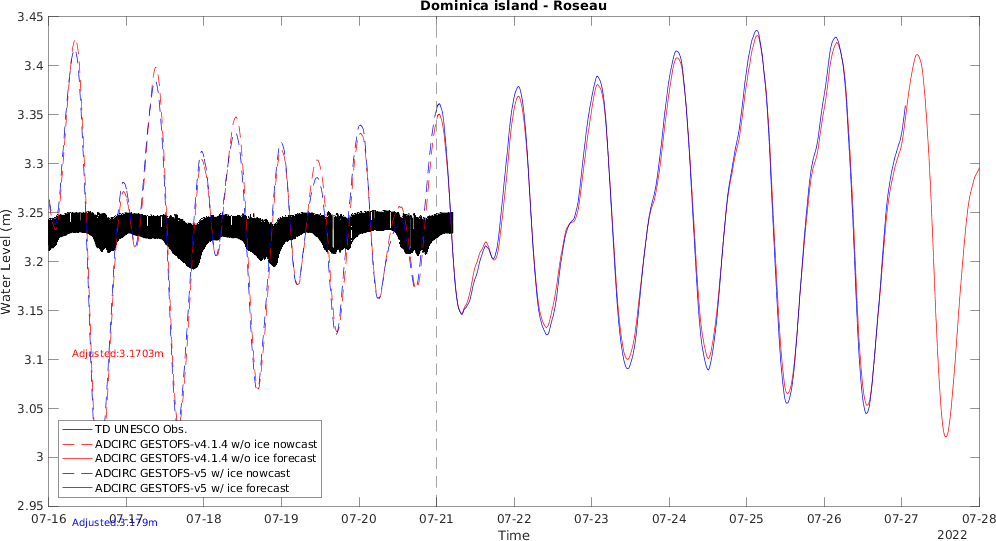 Dominica island - Roseau
3.45
3.4
3.35
3.3
3.25
3.2
3.15
3.1
3.05
3
2.95
Water Level (m)
Adjusted:3.1703m
TD UNESCO Obs.
ADCIRC GESTOFS-v4.1.4 w/o ice nowcast
ADCIRC GESTOFS-v4.1.4 w/o ice forecast
ADCIRC GESTOFS-v5 w/ ice nowcast
ADCIRC GESTOFS-v5 w/ ice forecast
07-16 07-17 07-18 07-19 07-20 07-21 07-22 07-23 07-24 07-25 07-26 07-27 07-28
Adjusted:3.179m
Time
2022